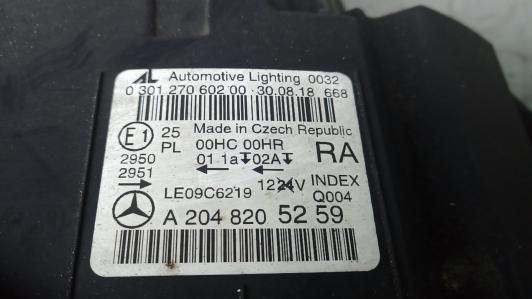 AL Automotive Lighting 0032
0 301 270 602 00 · 30.08.18 668
E1 25 Made in Czech Republic
PL 00HC 00HR
2950 01 1a 02A RA
2951
LE09C6219 12 24V INDEX
Q004
A 204 820 52 59